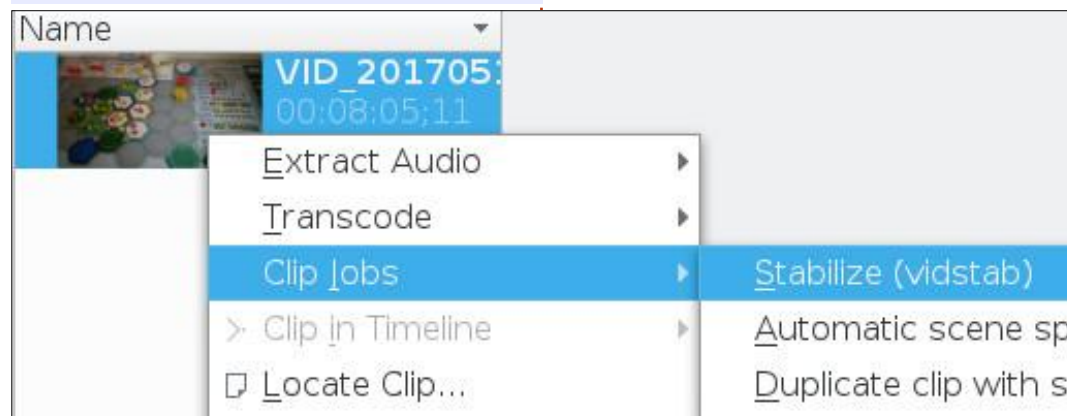 Name
VID_201705
00:08:05;11
Extract Audio
Transcode
Clip Jobs
Stabilize (vidstab)
Clip in Timeline
Automatic scene sp
Locate Clip...
Duplicate clip with s